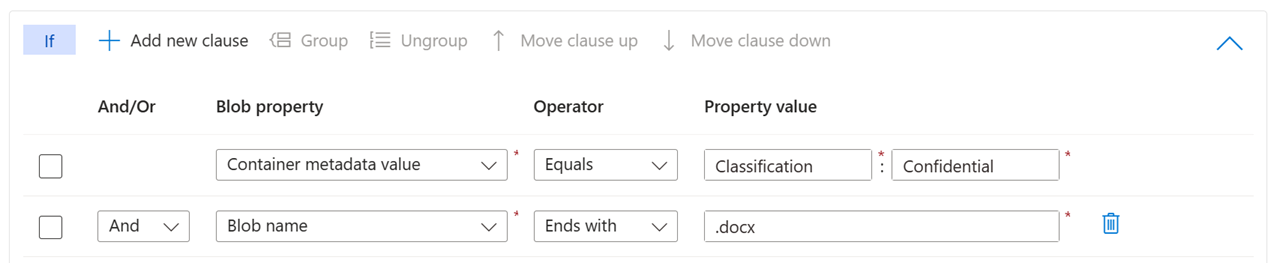 If Add new clause Group Ungroup Move clause up Move clause down
And/Or Blob property Operator Property value
Container metadata value * Equals Classification * : Confidential *
And Blob name * Ends with .docx *